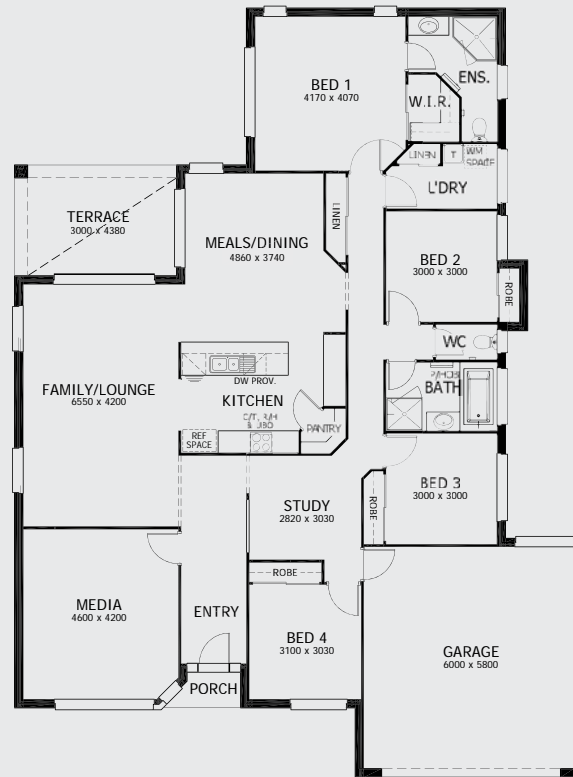 BED 1
4170 x 4070
ENS.
W.I.R.
LINEN
T
WM
SPACE
L'DRY
TERRACE
3000 x 4380
MEALS/DINING
4860 x 3740
LINEN
BED 2
3000 x 3000
ROBE
WC
FAMILY/LOUNGE
6550 x 4200
DW PROV.
KITCHEN
C/T, R/H
& UBO
PANTRY
REF
SPACE
BATH
BED 3
3000 x 3000
ROBE
STUDY
2820 x 3030
ROBE
MEDIA
4600 x 4200
ENTRY
BED 4
3100 x 3030
GARAGE
6000 x 5800
PORCH